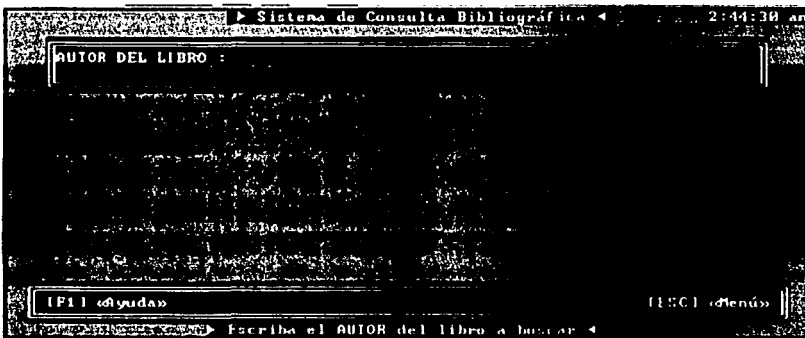 ► Sistema de Consulta Bibliográfica ◄ 2:44:30 am
AUTOR DEL LIBRO :
[F1] «Ayuda» [ESC] «Menú»
► Escriba el AUTOR del libro a buscar ◄